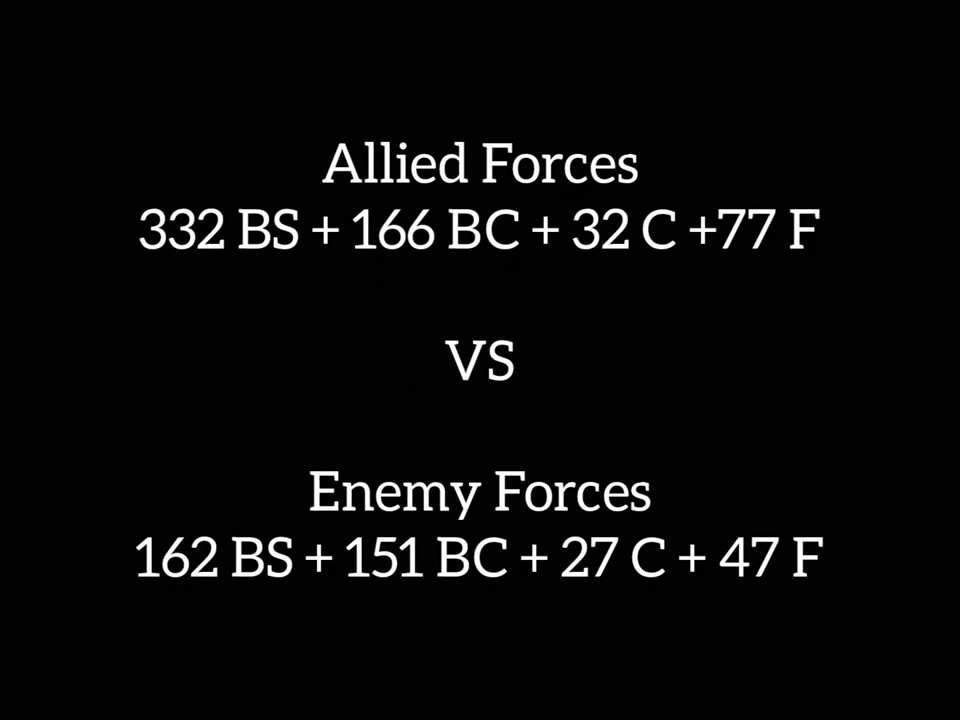 Allied Forces
332 BS + 166 BC + 32 C +77 F
VS
Enemy Forces
162 BS + 151 BC + 27 C + 47 F